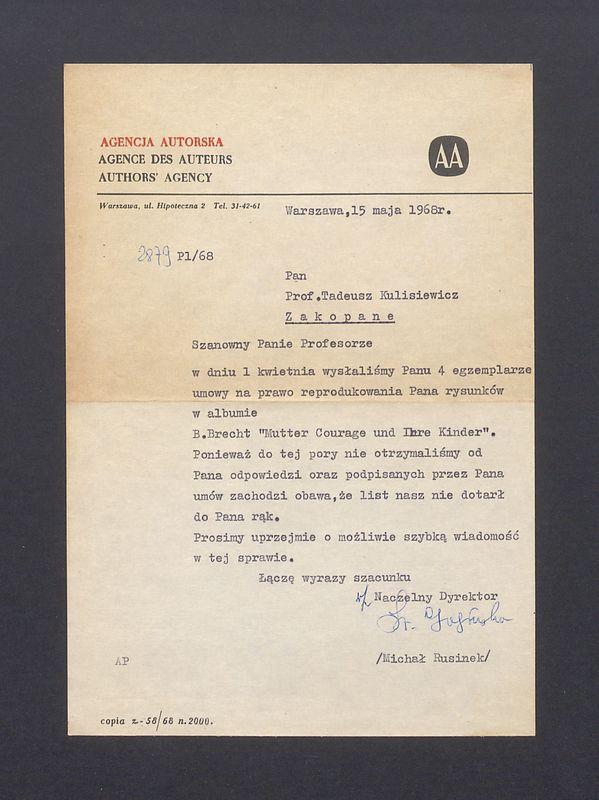 AGENCJA AUTORSKA
AGENCE DES AUTEURS
AUTHORS' AGENCY
AA
Warszawa, ul. Hipoteczna 2 Tel. 31-42-61
Warszawa,15 maja 1968r.
2879 P1/68
Pan
Prof.Tadeusz Kulisiewicz
Z a k o p a n e
Szanowny Panie Profesorze
w dniu 1 kwietnia wysłaliśmy Panu 4 egzemplarze
umowy na prawo reprodukowania Pana rysunków
w albumie
B.Brecht "Mutter Courage und Ihre Kinder".
Ponieważ do tej pory nie otrzymaliśmy od
Pana odpowiedzi oraz podpisanych przez Pana
umów zachodzi obawa,że list nasz nie dotarł
do Pana rąk.
Prosimy uprzejmie o możliwie szybką wiadomość
w tej sprawie.
Łączę wyrazy szacunku
Naczelny Dyrektor
/Michał Rusinek/
AP
copia z-58/68 n.2000.